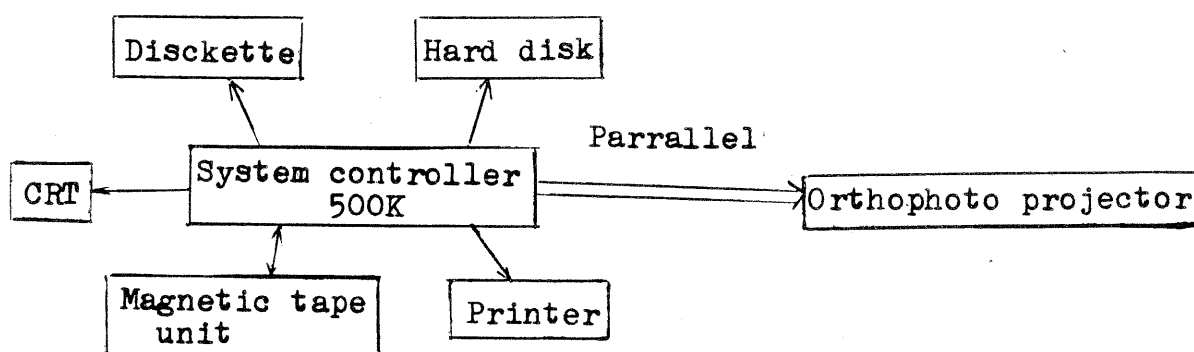 Disckette
Hard disk
Parrallel
CRT
System controller
500K
Orthophoto projector
Magnetic tape
unit
Printer